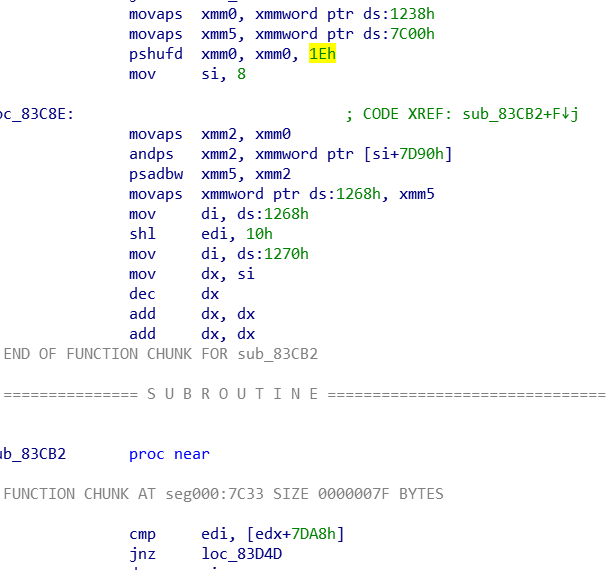 movaps xmm0, xmmword ptr ds:1238h
movaps xmm5, xmmword ptr ds:7C00h
pshufd xmm0, xmm0, 1Eh
mov si, 8
oc_83C8E: ; CODE XREF: sub_83CB2+F↓j
movaps xmm2, xmm0
andps xmm2, xmmword ptr [si+7D90h]
psadbw xmm5, xmm2
movaps xmmword ptr ds:1268h, xmm5
mov di, ds:1268h
shl edi, 10h
mov di, ds:1270h
mov dx, si
dec dx
add dx, dx
add dx, dx
END OF FUNCTION CHUNK FOR sub_83CB2
=============== S U B R O U T I N E ===============================
ub_83CB2 proc near
FUNCTION CHUNK AT seg000:7C33 SIZE 0000007F BYTES
cmp edi, [edx+7DA8h]
jnz loc_83D4D